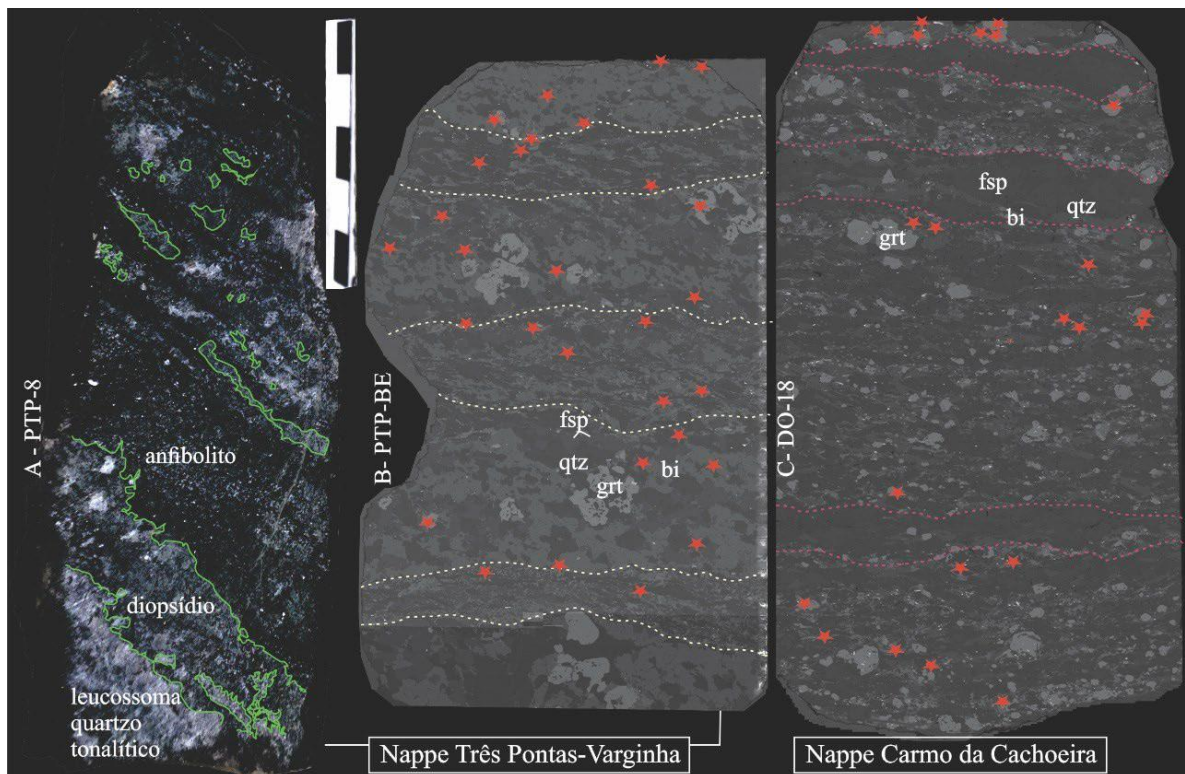 A - PTP-8
anfibolito
diopsídio
leucossoma
quartzo
tonalítico
B- PTP-BE
fsp
qtz
grt
bi
C- DO-18
fsp
bi
qtz
grt
Nappe Três Pontas-Varginha
Nappe Carmo da Cachoeira